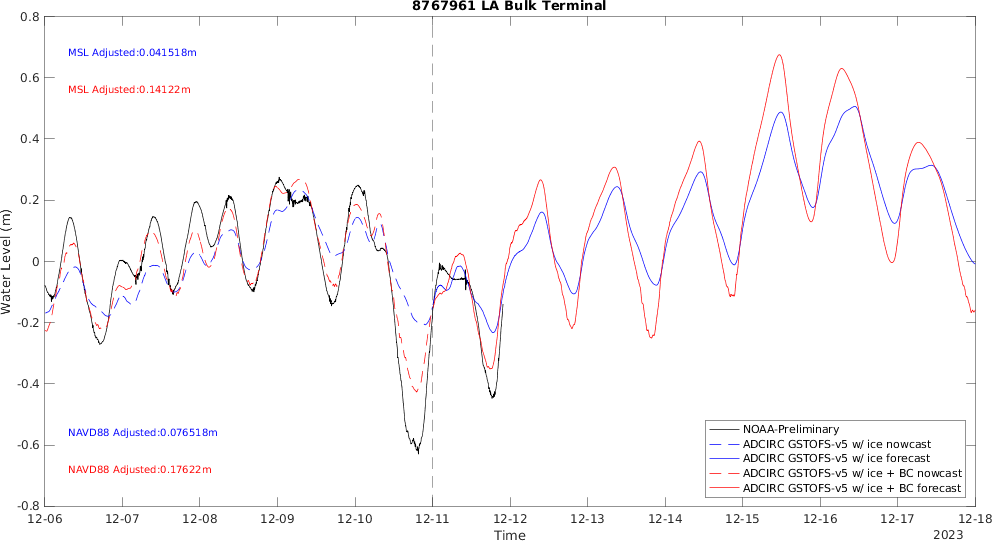 8767961 LA Bulk Terminal
0.8
MSL Adjusted:0.041518m
0.6
MSL Adjusted:0.14122m
0.4
0.2
0
Water Level (m)
-0.2
-0.4
NAVD88 Adjusted:0.076518m
-0.6
NAVD88 Adjusted:0.17622m
-0.8
NOAA-Preliminary
ADCIRC GSTOFS-v5 w/ ice nowcast
ADCIRC GSTOFS-v5 w/ ice forecast
ADCIRC GSTOFS-v5 w/ ice + BC nowcast
ADCIRC GSTOFS-v5 w/ ice + BC forecast
12-06 12-07 12-08 12-09 12-10 12-11 12-12 12-13 12-14 12-15 12-16 12-17 12-18
Time
2023